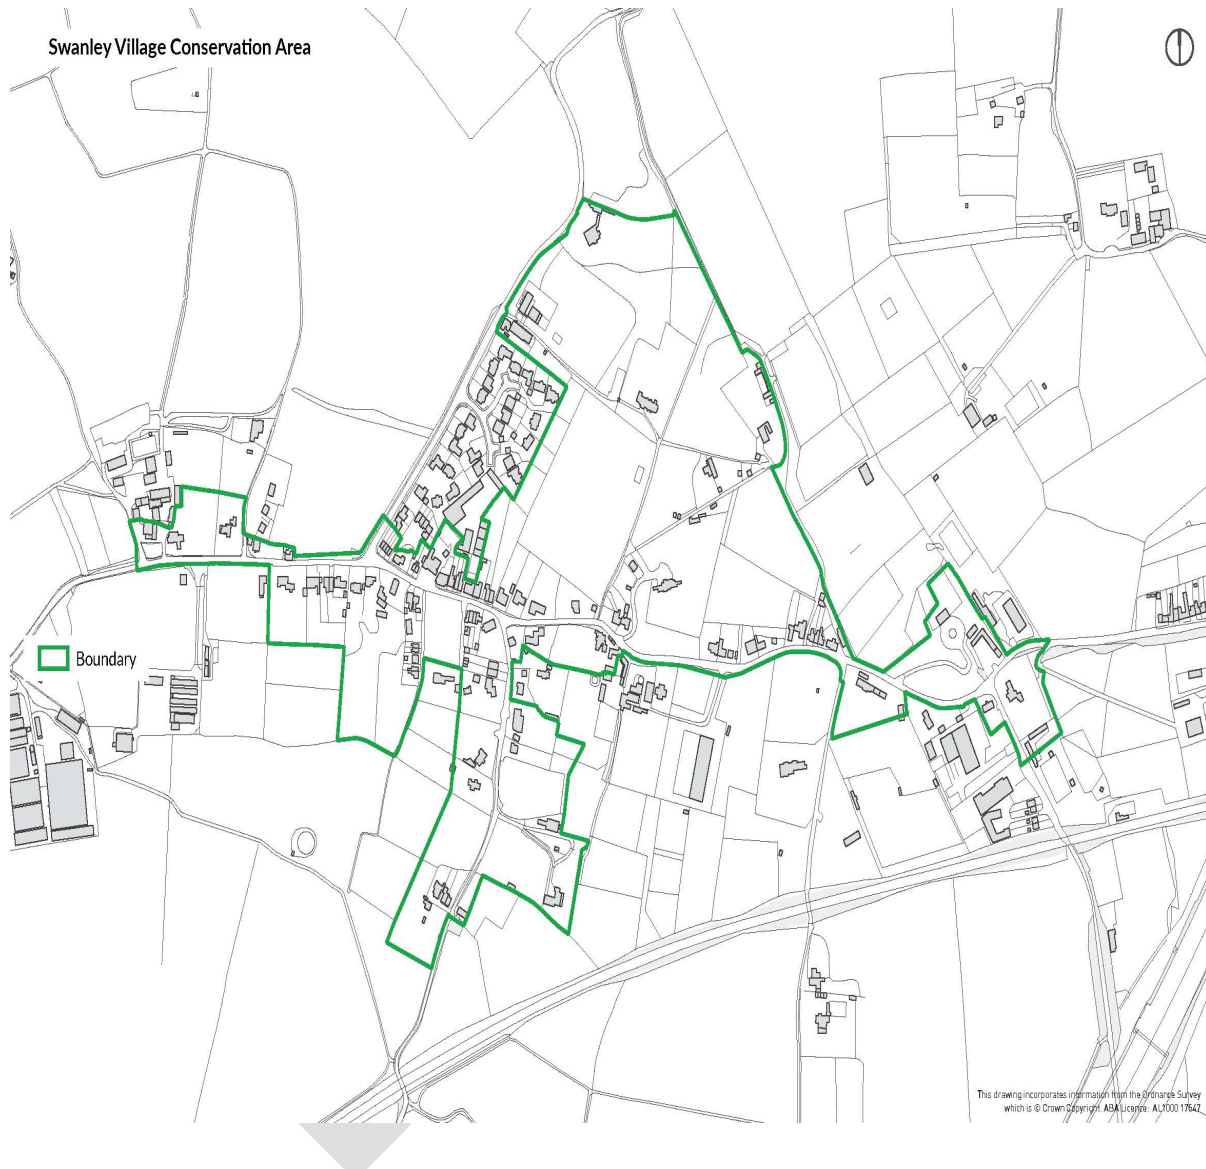 Swanley Village Conservation Area
Boundary
This drawing incorporates information from the Ordnance Survey
which is © Crown Copyright. ABA Licence: AL1000 17547